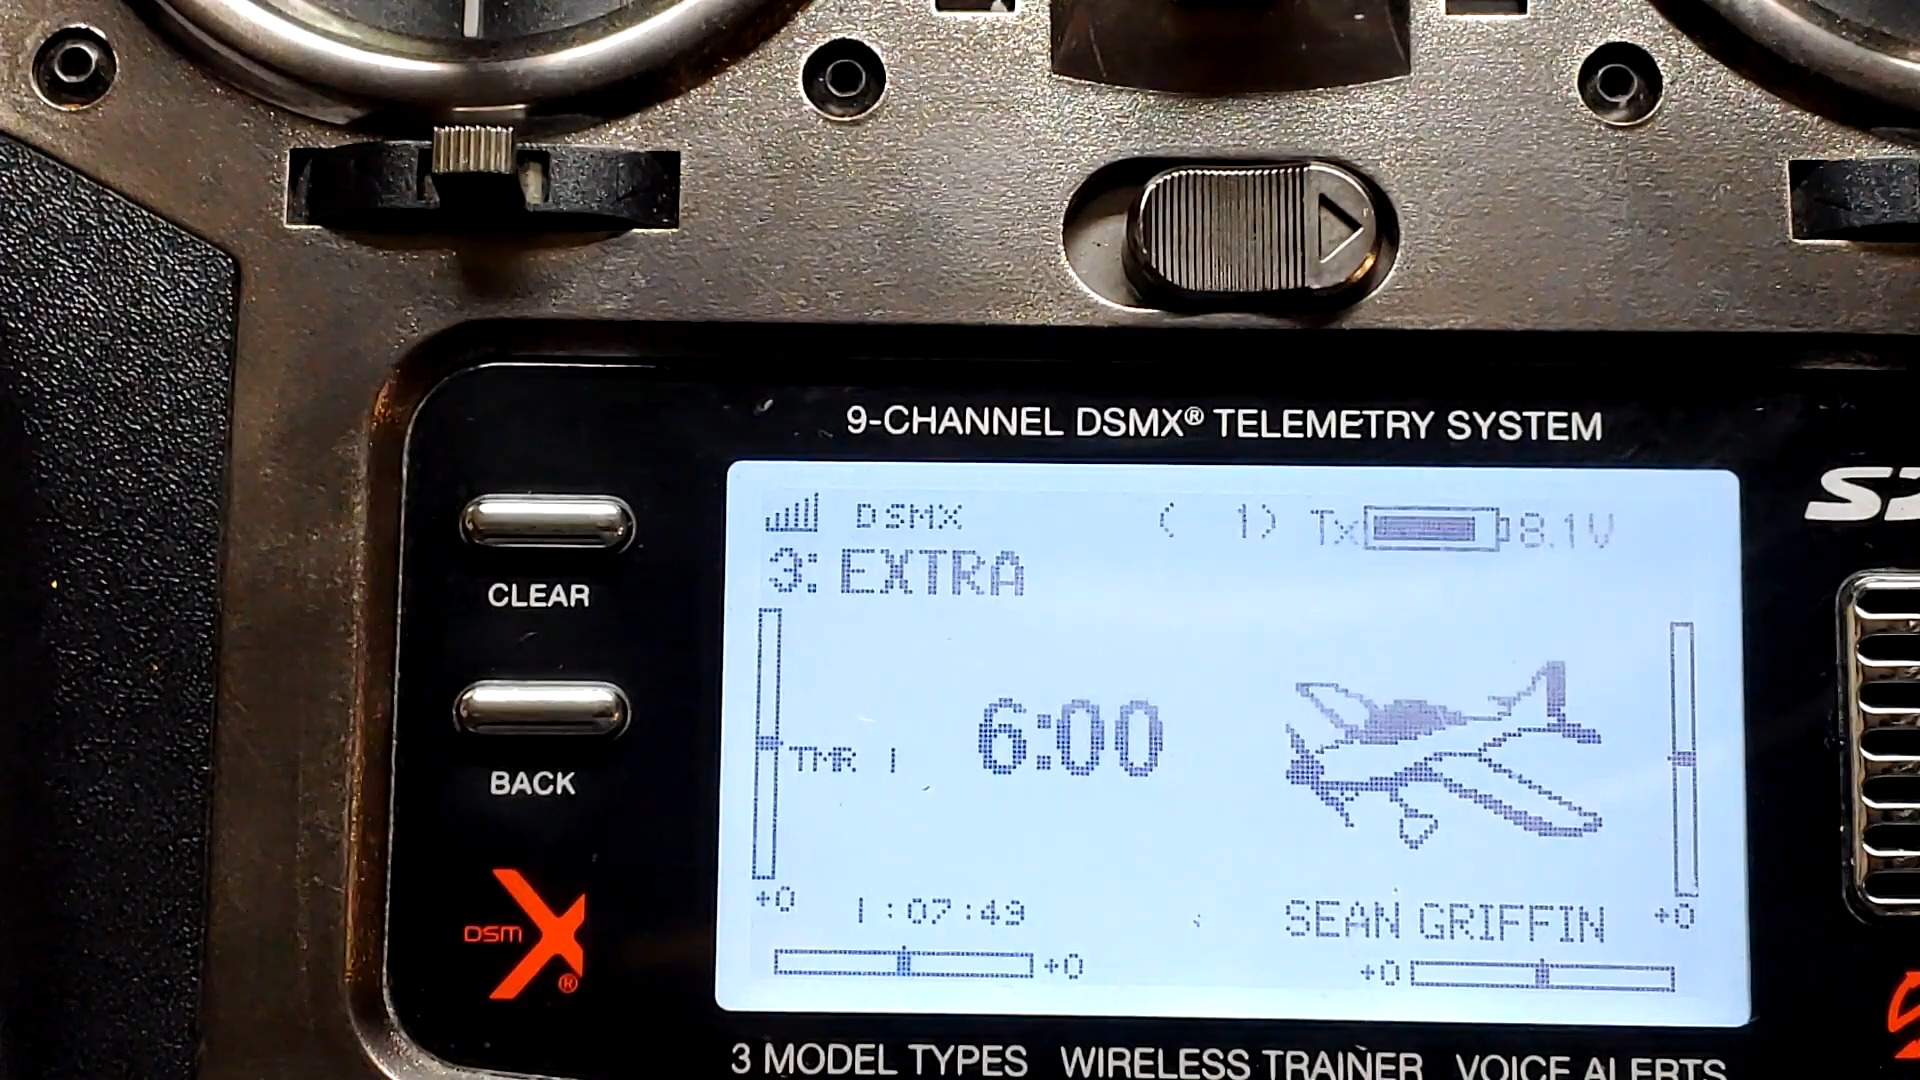 9-CHANNEL DSMX® TELEMETRY SYSTEM
DSMX ( 1) Tx 8.1V
3: EXTRA
CLEAR
TMR 1 6:00
BACK
+0 1:07:49 SEAN GRIFFIN +0
+0 +0
DSM X®
3 MODEL TYPES WIRELESS TRAINER VOICE ALERTS